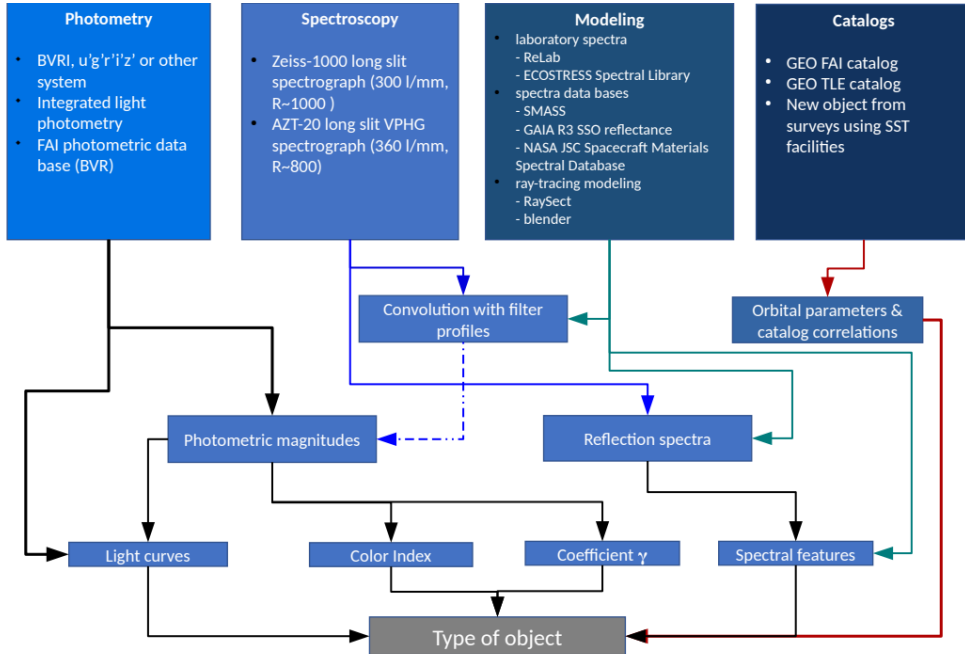 Photometry
• BVRI, u'g'r'i'z' or other
system
• Integrated light
photometry
• FAI photometric data
base (BVR)
Spectroscopy
• Zeiss-1000 long slit
spectrograph (300 l/mm,
R~1000 )
• AZT-20 long slit VPHG
spectrograph (360 l/mm,
R~800)
Modeling
• laboratory spectra
- ReLab
- ECOSTRESS Spectral Library
• spectra data bases
- SMASS
- GAIA R3 SSO reflectance
- NASA JSC Spacecraft Materials
Spectral Database
• ray-tracing modeling
- RaySect
- blender
Catalogs
• GEO FAI catalog
• GEO TLE catalog
• New object from
surveys using SST
facilities
Convolution with filter
profiles
Orbital parameters &
catalog correlations
Photometric magnitudes
Reflection spectra
Light curves
Color Index
Coefficient γ
Spectral features
Type of object